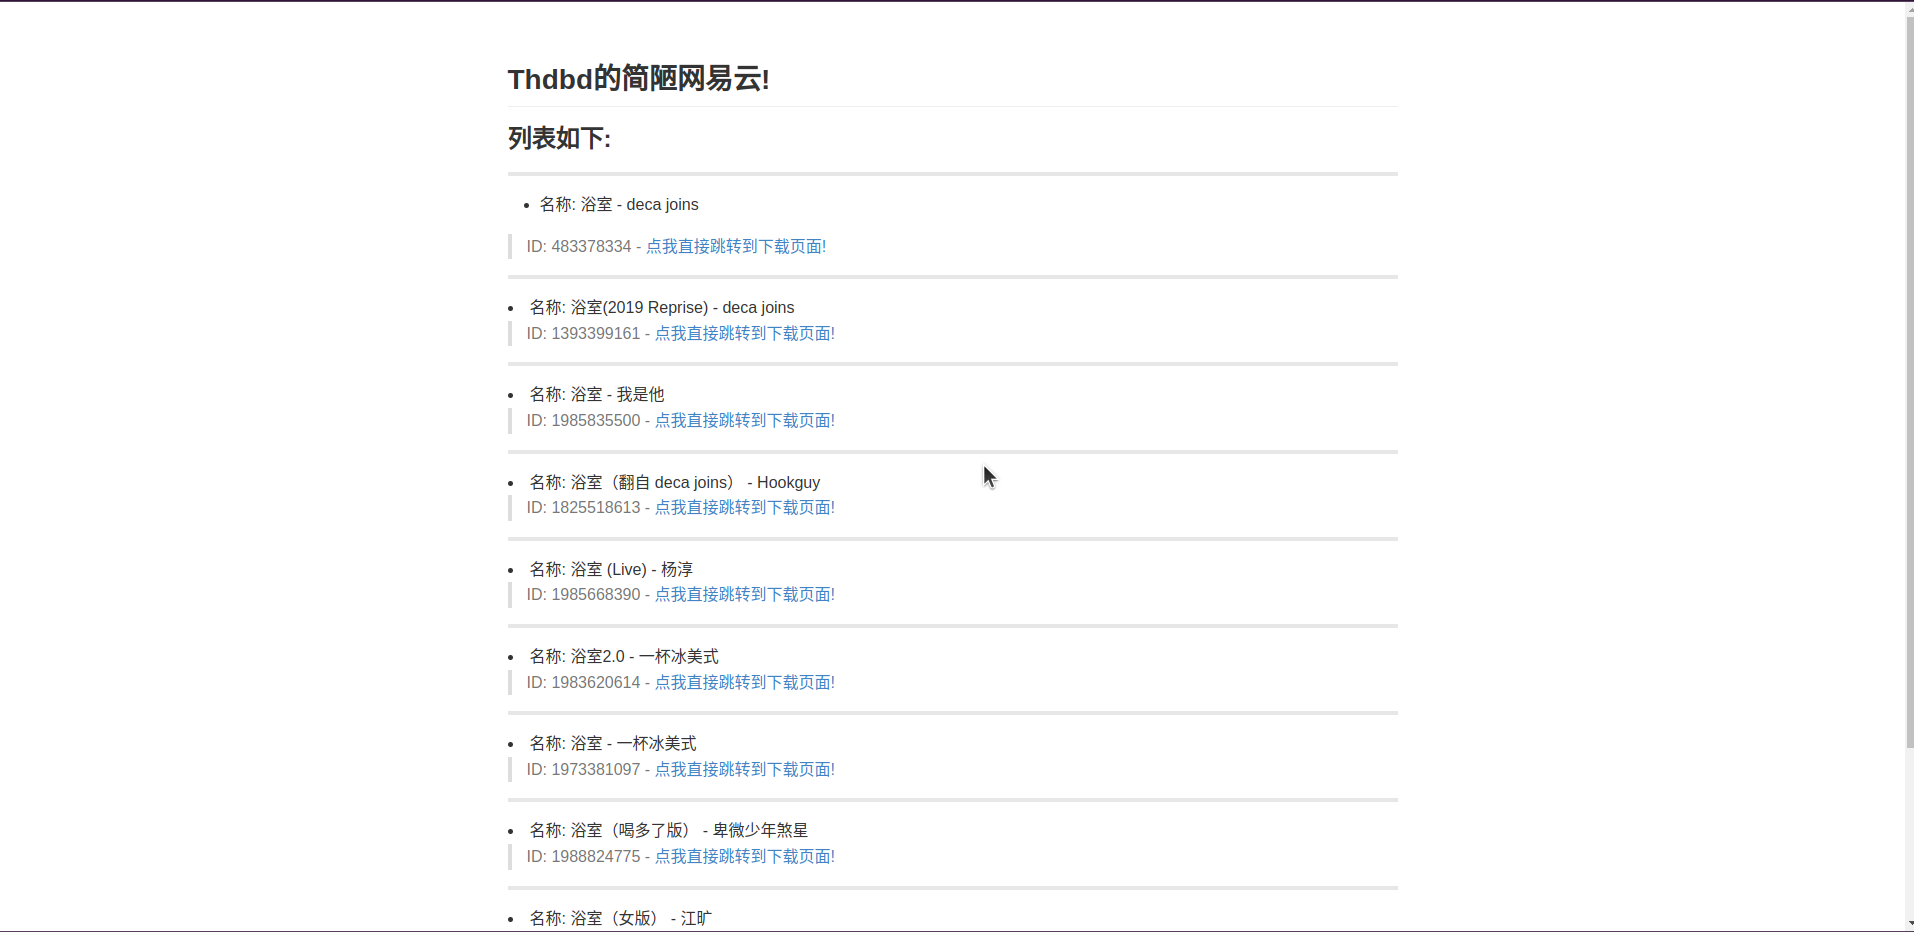 Thdbd的简陋网易云!
列表如下:
名称: 浴室 - deca joins
ID: 483378334 - 点我直接跳转到下载页面!
名称: 浴室(2019 Reprise) - deca joins
ID: 1393399161 - 点我直接跳转到下载页面!
名称: 浴室 - 我是他
ID: 1985835500 - 点我直接跳转到下载页面!
名称: 浴室（翻自 deca joins） - Hookguy
ID: 1825518613 - 点我直接跳转到下载页面!
名称: 浴室 (Live) - 杨淳
ID: 1985668390 - 点我直接跳转到下载页面!
名称: 浴室2.0 - 一杯冰美式
ID: 1983620614 - 点我直接跳转到下载页面!
名称: 浴室 - 一杯冰美式
ID: 1973381097 - 点我直接跳转到下载页面!
名称: 浴室（喝多了版） - 卑微少年煞星
ID: 1988824775 - 点我直接跳转到下载页面!
名称: 浴室（女版） - 江旷